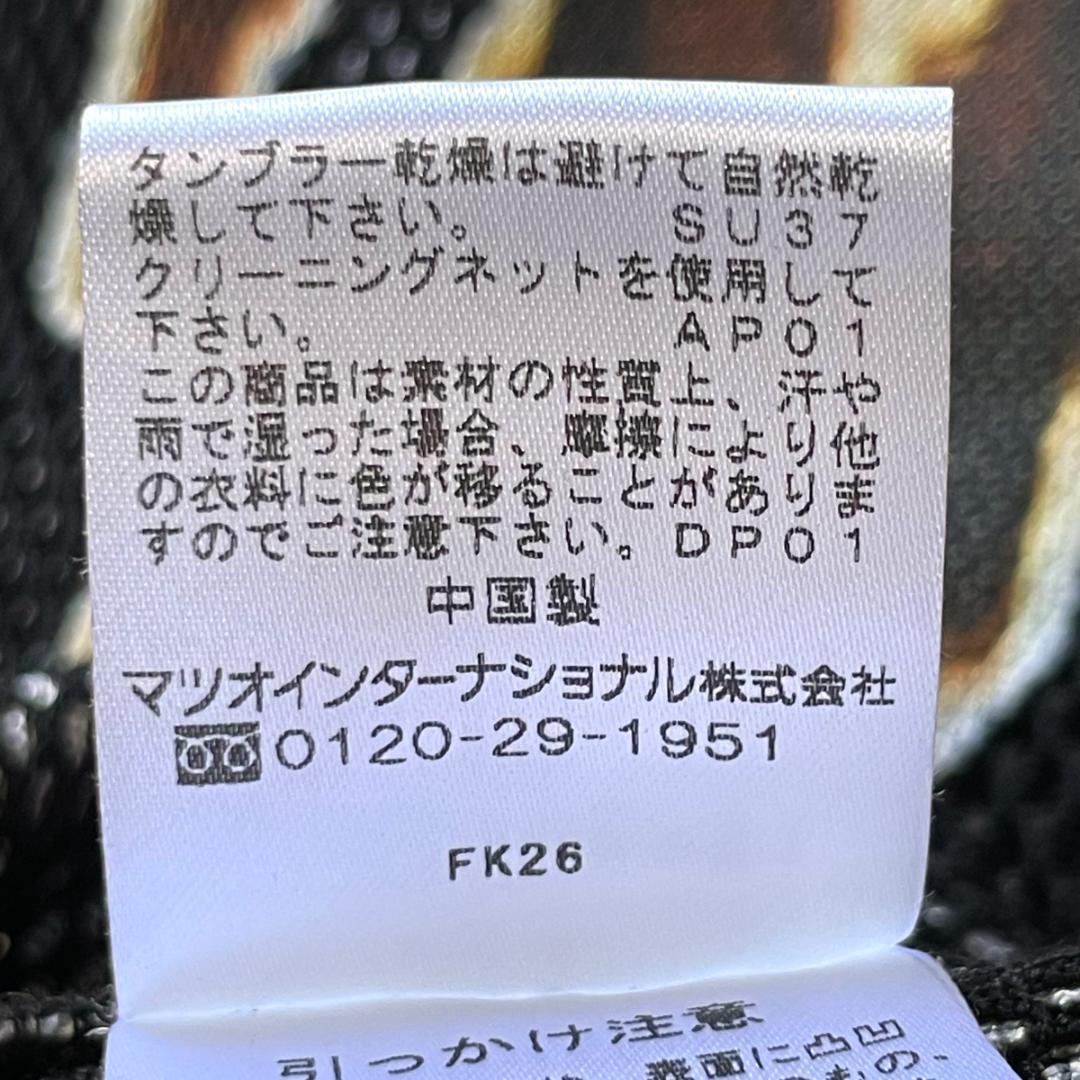 タンブラー乾燥は避けて自然乾
燥して下さい。 SU37
クリーニングネットを使用して
下さい。 AP01
この商品は素材の性質上、汗や
雨で湿った場合、摩擦により他
の衣料に色が移ることがありま
すのでご注意下さい。DP01
中国製
マツオインターナショナル株式会社
0120-29-1951
FK26
引っかけ注意
表面に凸凹